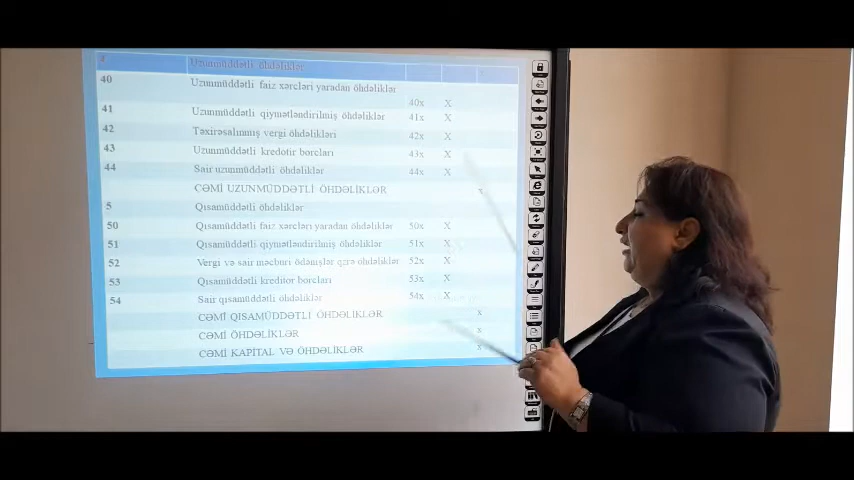 4 Uzunmüddətli öhdəliklər
40 Uzunmüddətli faiz xərcləri yaradan öhdəliklər 40x X
41 Uzunmüddətli qiymətləndirilmiş öhdəliklər 41x X
42 Təxirəsalınmış vergi öhdəlikləri 42x X
43 Uzunmüddətli kreditor borcları 43x X
44 Sair uzunmüddətli öhdəliklər 44x X
CƏMİ UZUNMÜDDƏTLİ ÖHDƏLİKLƏR x
5 Qısamüddətli öhdəliklər
50 Qısamüddətli faiz xərcləri yaradan öhdəliklər 50x X
51 Qısamüddətli qiymətləndirilmiş öhdəliklər 51x X
52 Vergi və sair məcburi ödənişlər üzrə öhdəliklər 52x X
53 Qısamüddətli kreditor borcları 53x X
54 Sair qısamüddətli öhdəliklər 54x X
CƏMİ QISAMÜDDƏTLİ ÖHDƏLİKLƏR x
CƏMİ ÖHDƏLİKLƏR x
CƏMİ KAPİTAL VƏ ÖHDƏLİKLƏR x